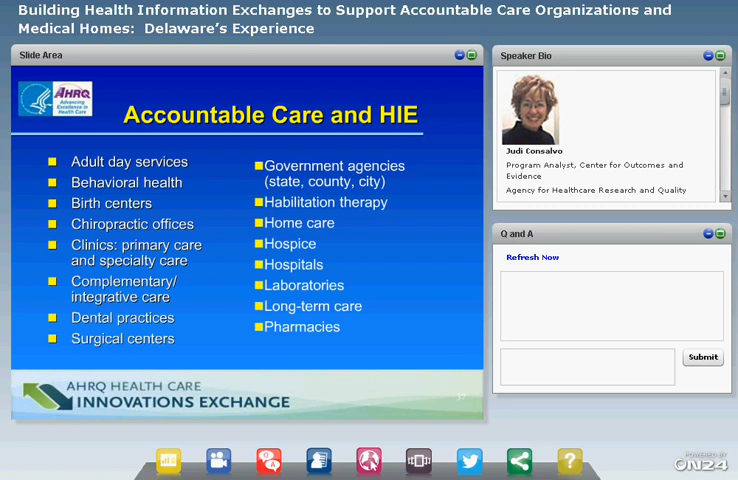 Building Health Information Exchanges to Support Accountable Care Organizations and
Medical Homes: Delaware's Experience
Slide Area
AHRQ
Advancing
Excellence in
Health Care
Accountable Care and HIE
Adult day services
Behavioral health
Birth centers
Chiropractic offices
Clinics: primary care
and specialty care
Complementary/
integrative care
Dental practices
Surgical centers
Government agencies
(state, county, city)
Habilitation therapy
Home care
Hospice
Hospitals
Laboratories
Long-term care
Pharmacies
AHRQ HEALTH CARE
INNOVATIONS EXCHANGE
37
Speaker Bio
Judi Consalvo
Program Analyst, Center for Outcomes and
Evidence
Agency for Healthcare Research and Quality
Q and A
Refresh Now
Submit
Q
A
?
POWERED BY
ON24